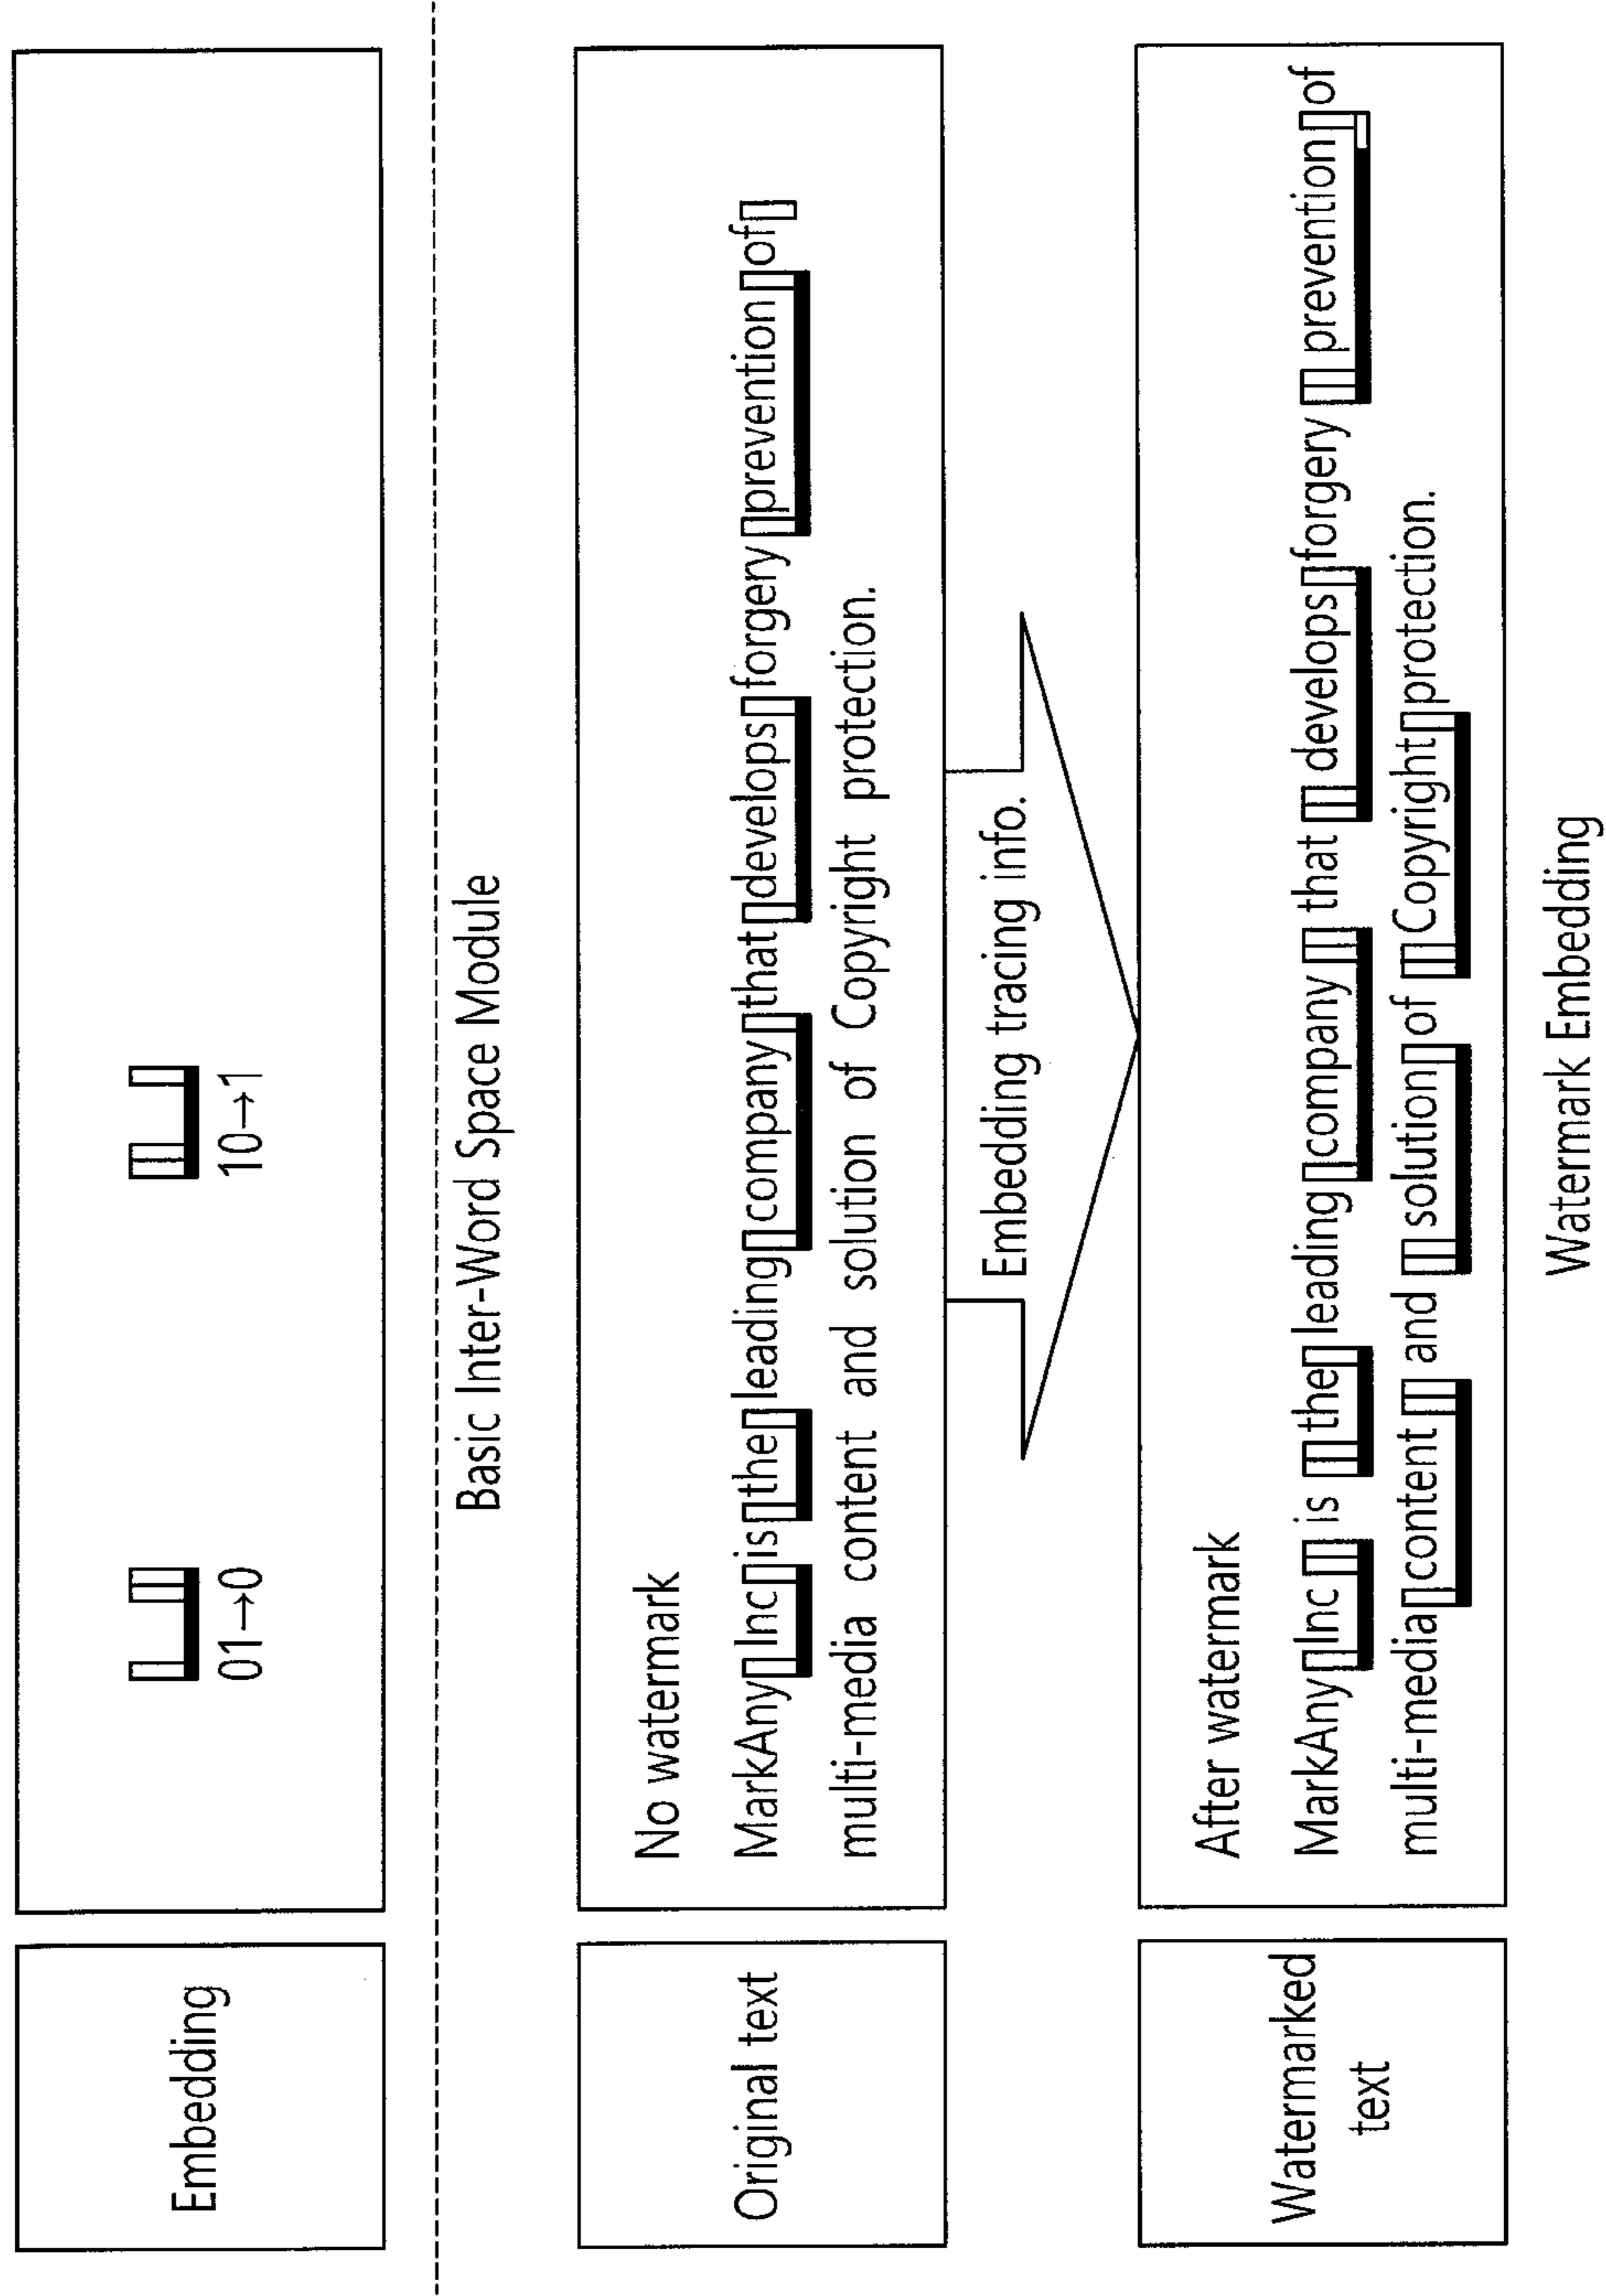 Embedding
01→0
10→1
Basic Inter-Word Space Module
Original text
No watermark
MarkAny Inc is the leading company that develops forgery prevention of
multi-media content and solution of Copyright protection.
Embedding tracing info.
Watermarked
text
After watermark
MarkAny Inc is the leading company that develops forgery prevention of
multi-media content and solution of Copyright protection.
Watermark Embedding